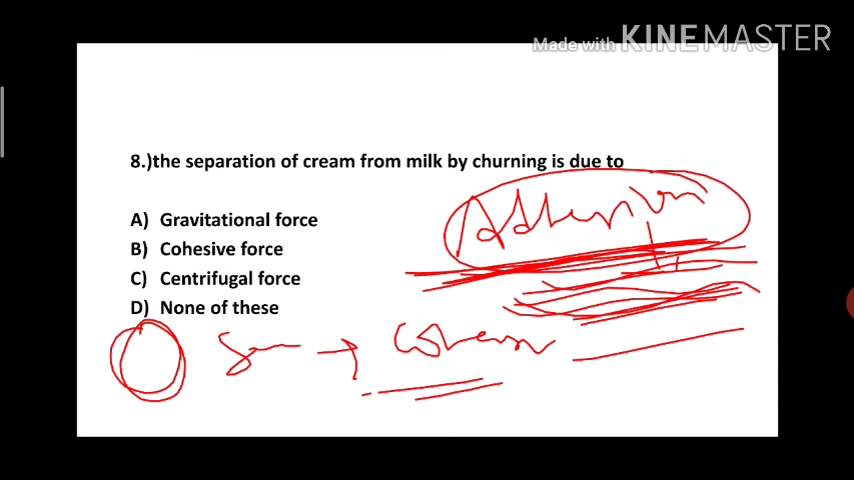 Made with KINEMASTER
8.)the separation of cream from milk by churning is due to
A) Gravitational force
Adhesion
B) Cohesive force
C) Centrifugal force
D) None of these